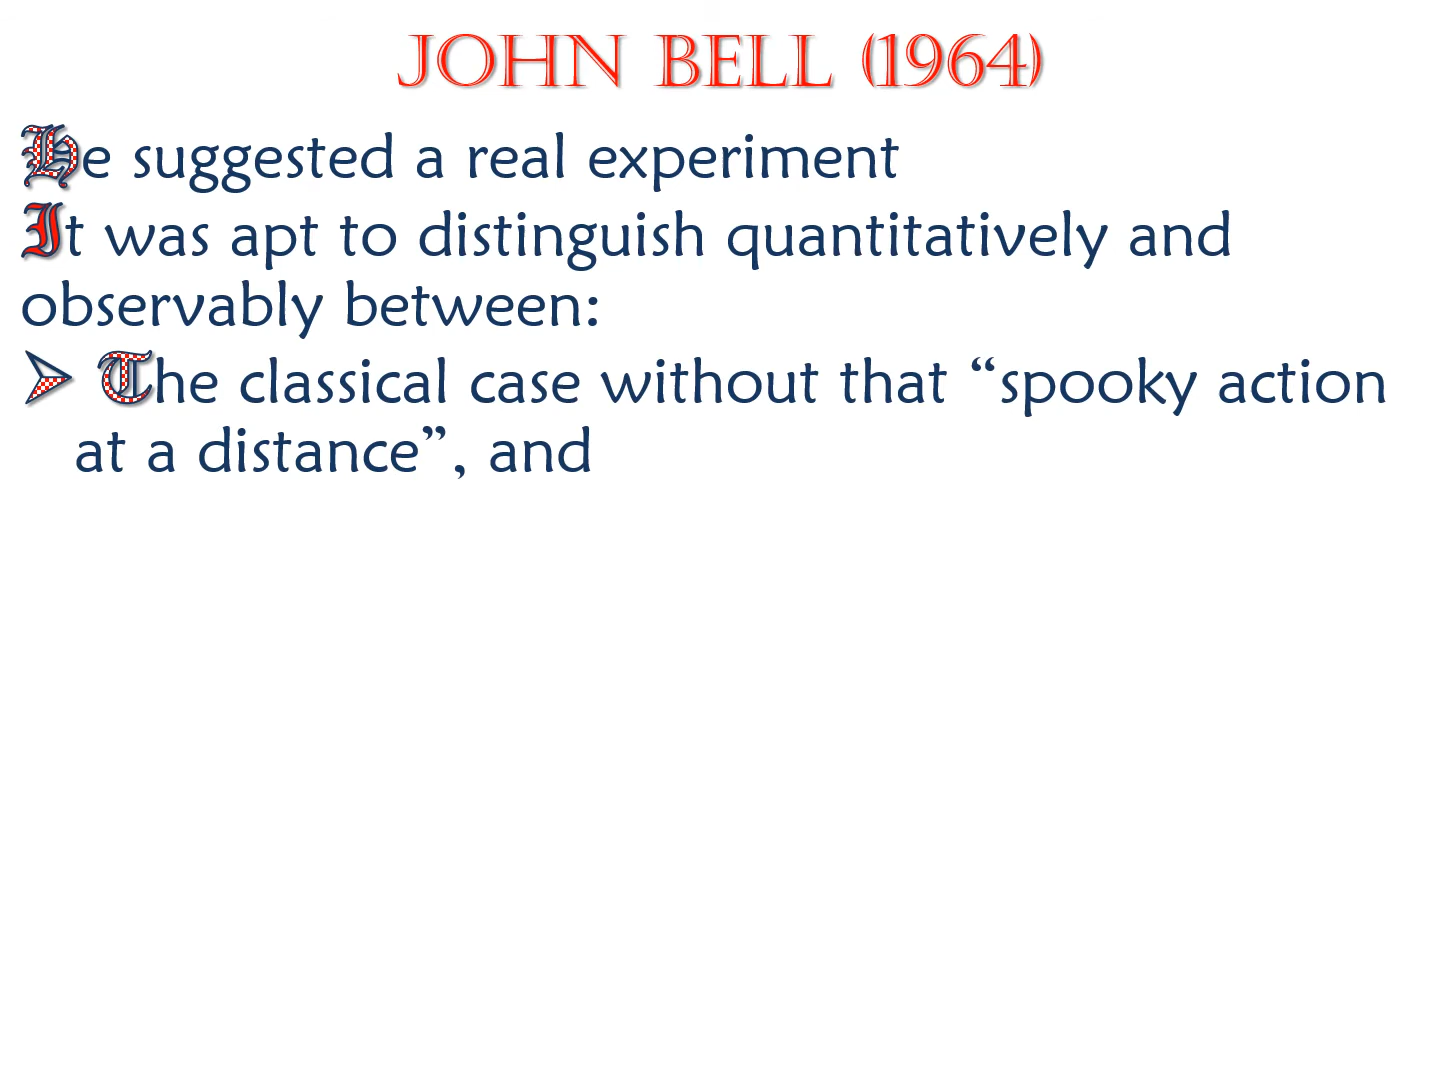 JOHN BELL (1964)
He suggested a real experiment
It was apt to distinguish quantitatively and
observably between:
➢ The classical case without that “spooky action
at a distance”, and